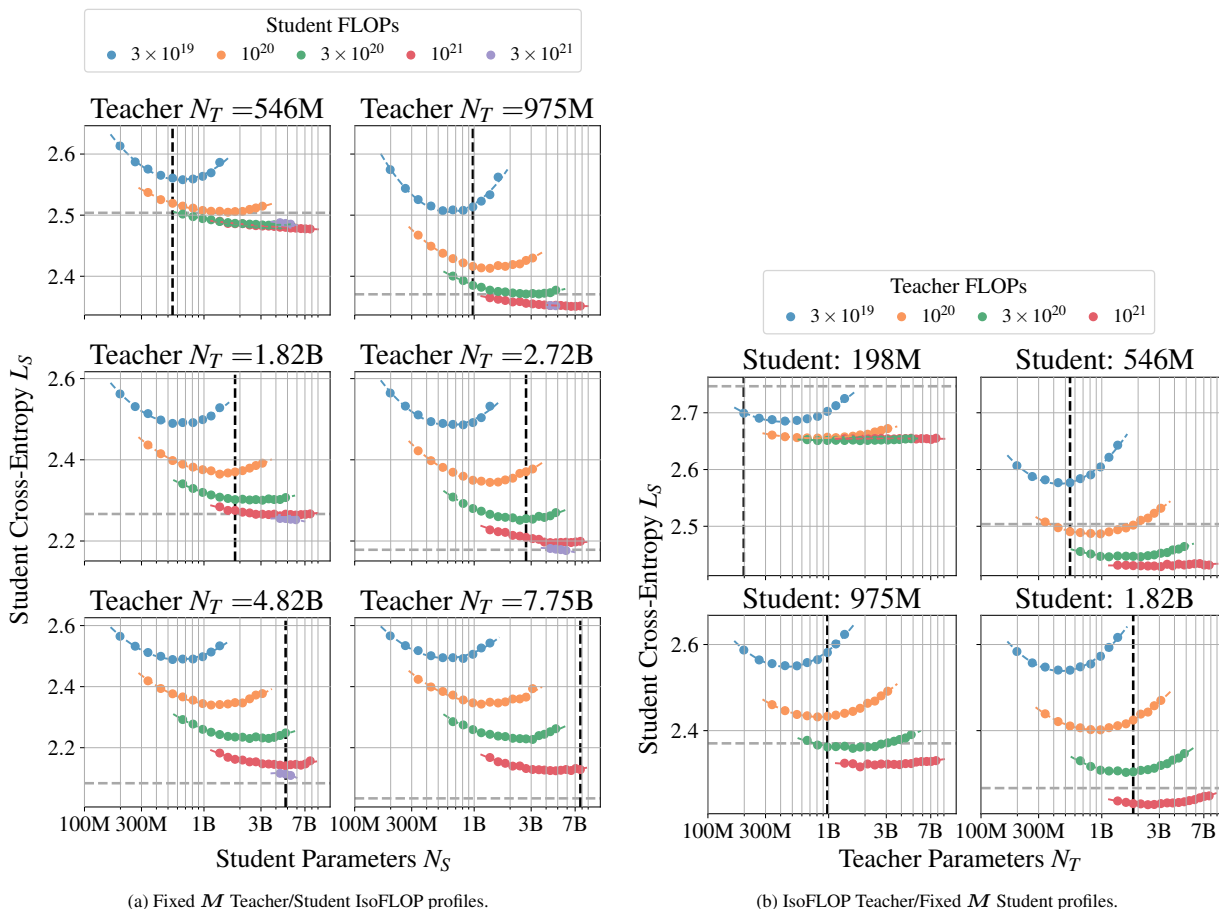 Student FLOPs
3 × 10^19 10^20 3 × 10^20 10^21 3 × 10^21
Teacher N_T =546M Teacher N_T =975M
2.6
2.5
2.4
Teacher N_T =1.82B Teacher N_T =2.72B
2.6
2.4
2.2
Teacher N_T =4.82B Teacher N_T =7.75B
2.6
2.4
2.2
Student Cross-Entropy L_S
100M 300M 1B 3B 7B 100M 300M 1B 3B 7B
Student Parameters N_S
(a) Fixed M Teacher/Student IsoFLOP profiles.
Teacher FLOPs
3 × 10^19 10^20 3 × 10^20 10^21
Student: 198M Student: 546M
2.7
2.6
2.5
Student: 975M Student: 1.82B
2.6
2.4
Student Cross-Entropy L_S
100M 300M 1B 3B 7B 100M 300M 1B 3B 7B
Teacher Parameters N_T
(b) IsoFLOP Teacher/Fixed M Student profiles.